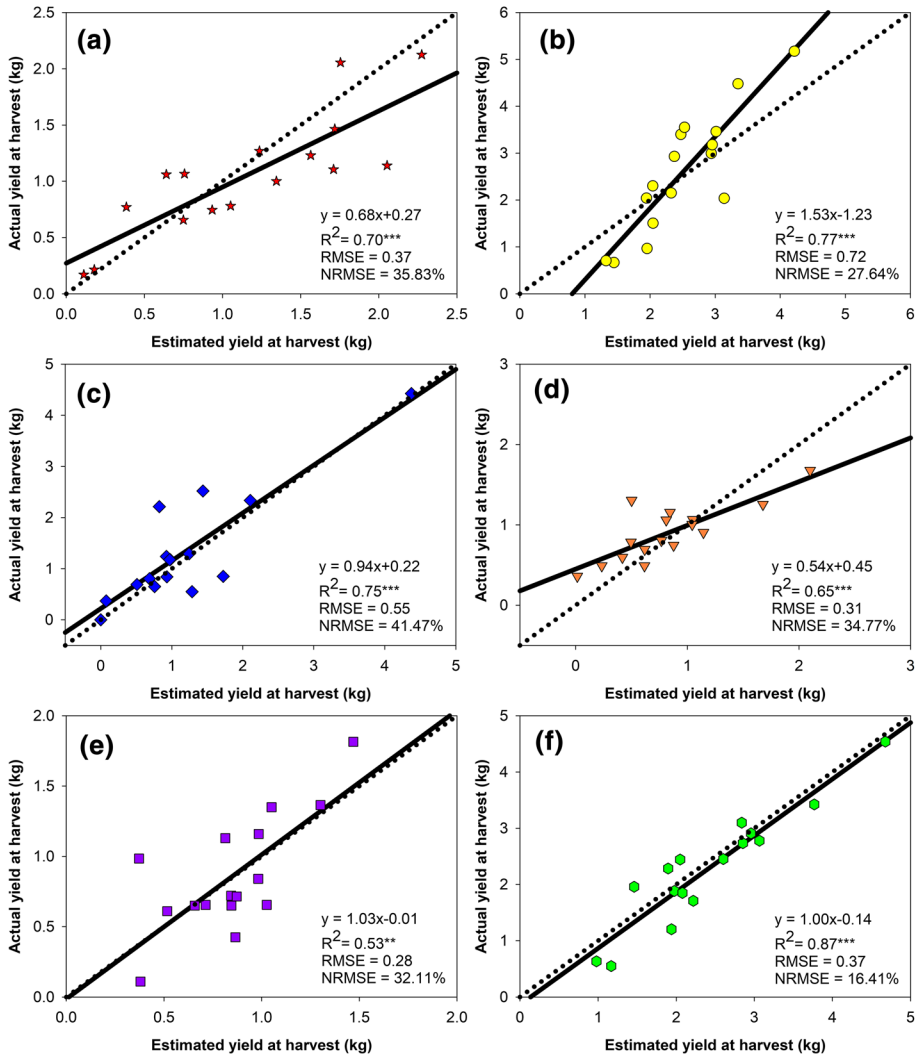 (a)
2.5
2.0
1.5
1.0
0.5
0.0
Actual yield at harvest (kg)
y = 0.68x+0.27
R2= 0.70***
RMSE = 0.37
NRMSE = 35.83%
0.0 0.5 1.0 1.5 2.0 2.5
Estimated yield at harvest (kg)
(b)
6
5
4
3
2
1
0
Actual yield at harvest (kg)
y = 1.53x-1.23
R2= 0.77***
RMSE = 0.72
NRMSE = 27.64%
0 1 2 3 4 5 6
Estimated yield at harvest (kg)
(c)
5
4
3
2
1
0
Actual yield at harvest (kg)
y = 0.94x+0.22
R2= 0.75***
RMSE = 0.55
NRMSE = 41.47%
0 1 2 3 4 5
Estimated yield at harvest (kg)
(d)
3
2
1
0
Actual yield at harvest (kg)
y = 0.54x+0.45
R2= 0.65***
RMSE = 0.31
NRMSE = 34.77%
0 1 2 3
Estimated yield at harvest (kg)
(e)
2.0
1.5
1.0
0.5
0.0
Actual yield at harvest (kg)
y = 1.03x-0.01
R2= 0.53**
RMSE = 0.28
NRMSE = 32.11%
0.0 0.5 1.0 1.5 2.0
Estimated yield at harvest (kg)
(f)
5
4
3
2
1
0
Actual yield at harvest (kg)
y = 1.00x-0.14
R2= 0.87***
RMSE = 0.37
NRMSE = 16.41%
0 1 2 3 4 5
Estimated yield at harvest (kg)